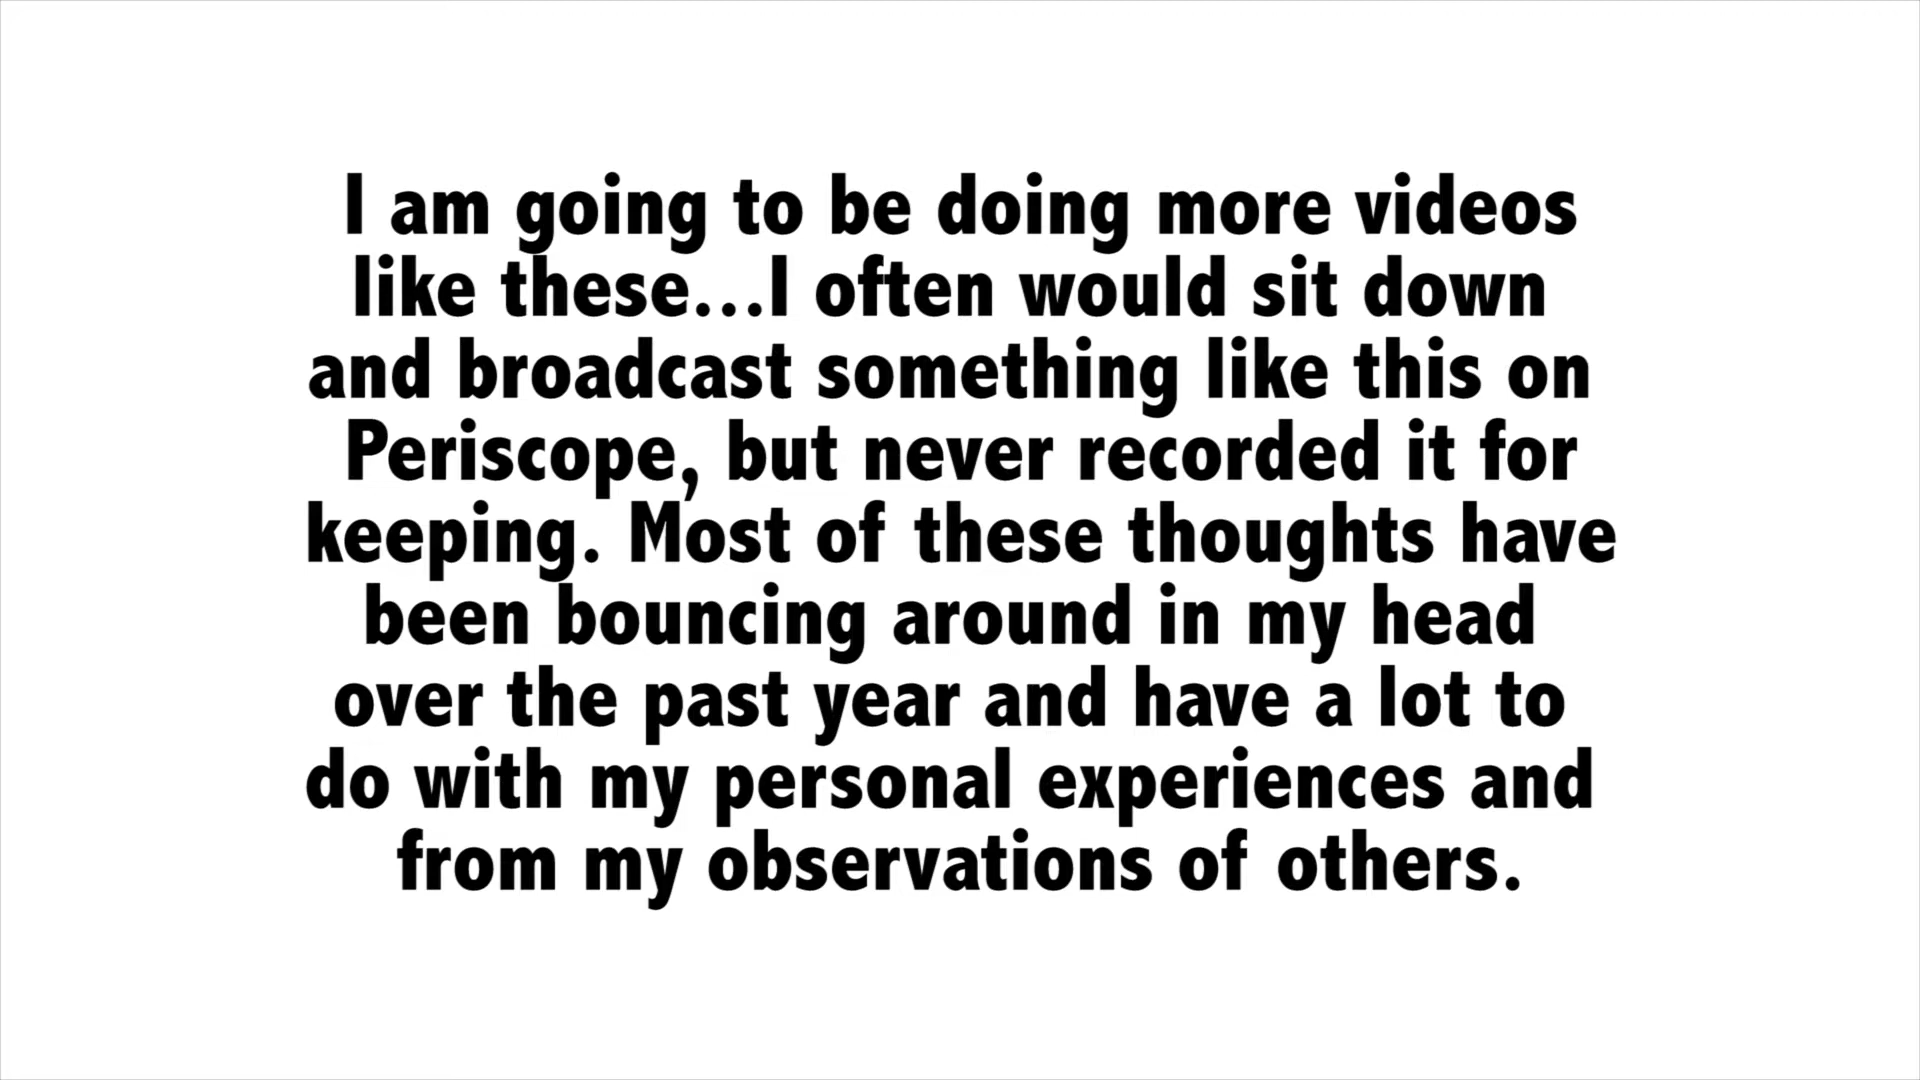 I am going to be doing more videos
like these...I often would sit down
and broadcast something like this on
Periscope, but never recorded it for
keeping. Most of these thoughts have
been bouncing around in my head
over the past year and have a lot to
do with my personal experiences and
from my observations of others.